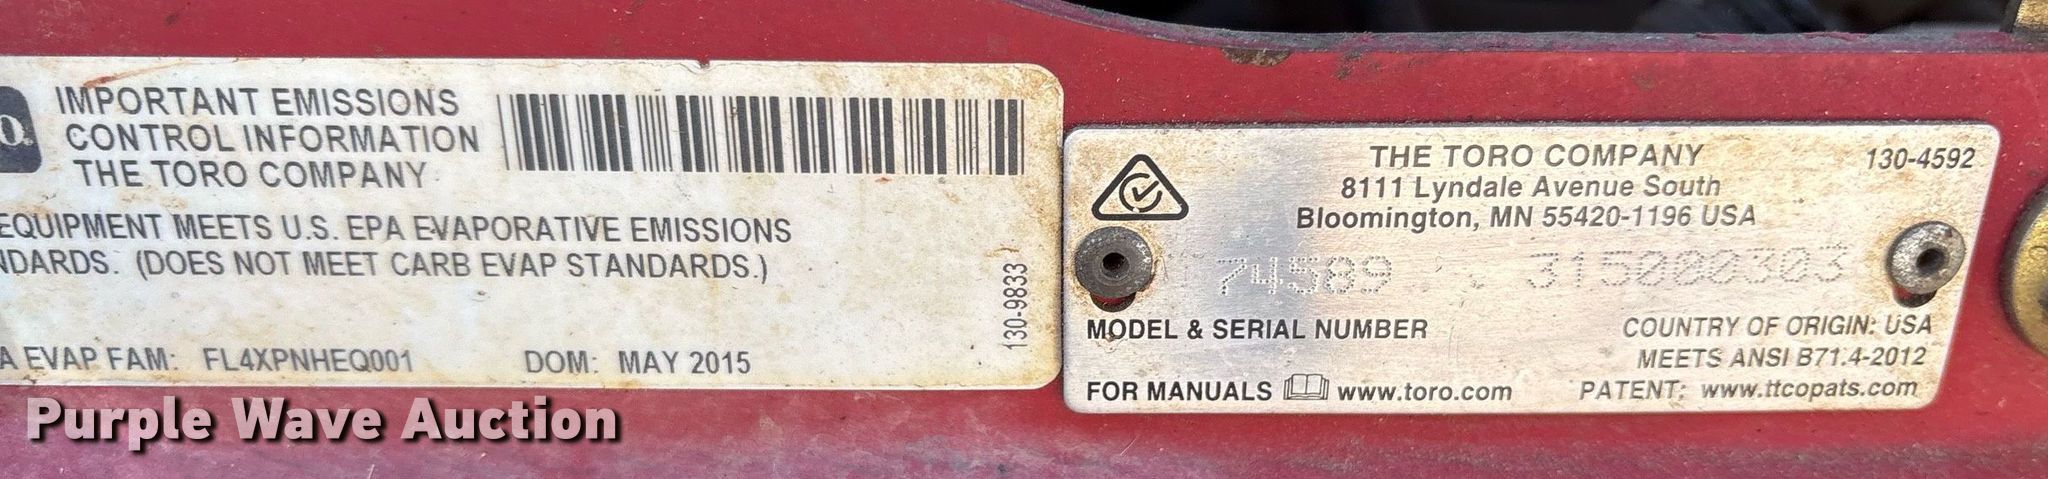 O.
IMPORTANT EMISSIONS
CONTROL INFORMATION
THE TORO COMPANY
EQUIPMENT MEETS U.S. EPA EVAPORATIVE EMISSIONS
NDARDS. (DOES NOT MEET CARB EVAP STANDARDS.)
A EVAP FAM: FL4XPNHEQ001 DOM: MAY 2015
130-9833
THE TORO COMPANY 130-4592
8111 Lyndale Avenue South
Bloomington, MN 55420-1196 USA
74589 315000303
MODEL & SERIAL NUMBER COUNTRY OF ORIGIN: USA
MEETS ANSI B71.4-2012
FOR MANUALS www.toro.com PATENT: www.ttcopats.com
Purple Wave Auction